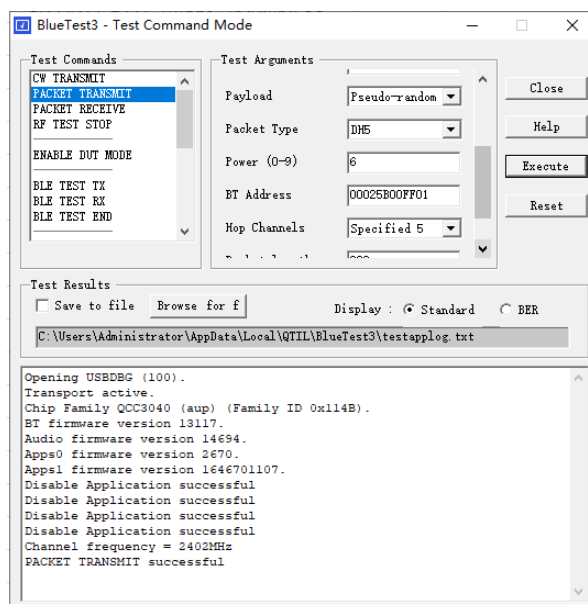 BlueTest3 - Test Command Mode
Test Commands
CW TRANSMIT
PACKET TRANSMIT
PACKET RECEIVE
RF TEST STOP
ENABLE DUT MODE
BLE TEST TX
BLE TEST RX
BLE TEST END
Test Arguments
Payload Pseudo-random
Packet Type DH5
Power (0-9) 6
BT Address 00025B00FF01
Hop Channels Specified 5
Close
Help
Execute
Reset
Test Results
Save to file Browse for f Display : Standard BER
C:\Users\Administrator\AppData\Local\QTIL\BlueTest3\testapplog.txt
Opening USBDBG (100).
Transport active.
Chip Family QCC3040 (aup) (Family ID 0x114B).
BT firmware version 13117.
Audio firmware version 14694.
Apps0 firmware version 2670.
Apps1 firmware version 1646701107.
Disable Application successful
Disable Application successful
Disable Application successful
Disable Application successful
Channel frequency = 2402MHz
PACKET TRANSMIT successful